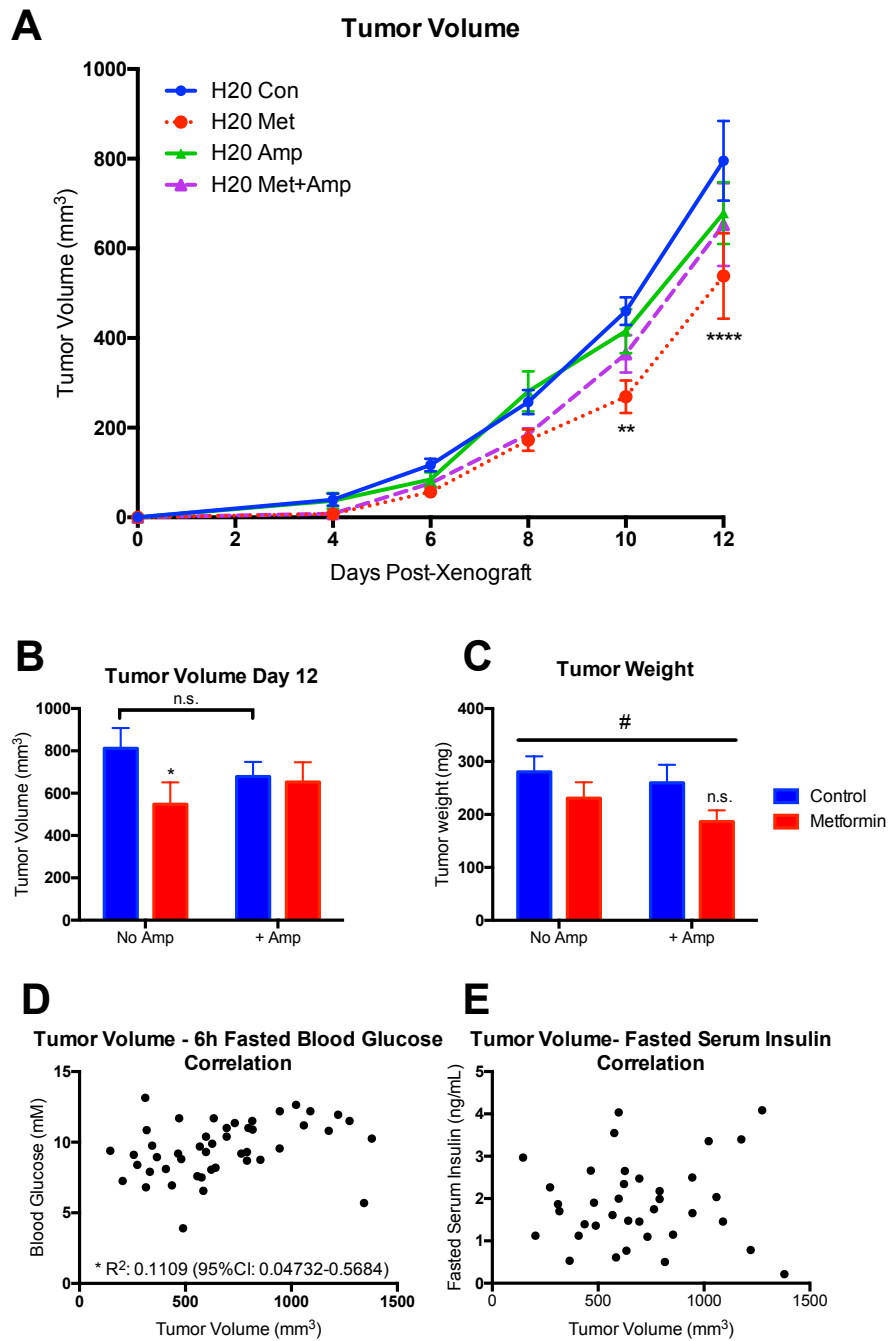 A
Tumor Volume
1000
800
600
400
200
0
Tumor Volume (mm³)
H20 Con
H20 Met
H20 Amp
H20 Met+Amp
**
****
0 2 4 6 8 10 12
Days Post-Xenograft
B
Tumor Volume Day 12
n.s.
1000
800
600
400
200
0
Tumor Volume (mm³)
*
No Amp + Amp
C
Tumor Weight
400
300
200
100
0
Tumor weight (mg)
#
n.s.
No Amp + Amp
Control
Metformin
D
Tumor Volume - 6h Fasted Blood Glucose
Correlation
15
10
5
0
Blood Glucose (mM)
* R²: 0.1109 (95%CI: 0.04732-0.5684)
0 500 1000 1500
Tumor Volume (mm³)
E
Tumor Volume- Fasted Serum Insulin
Correlation
5
4
3
2
1
0
Fasted Serum Insulin (ng/mL)
0 500 1000 1500
Tumor Volume (mm³)